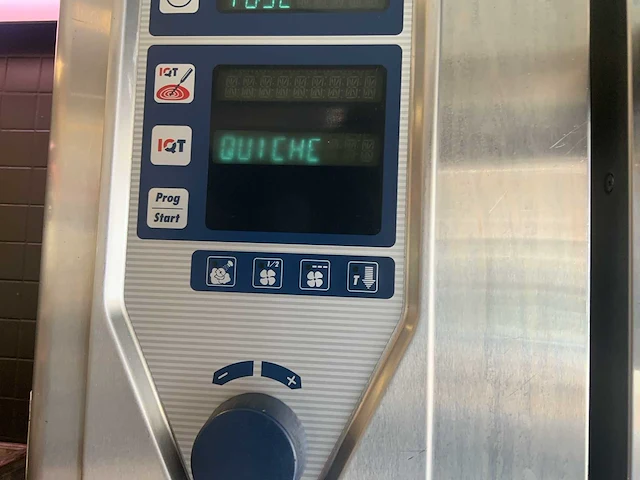 IQT
QUICHE
IQT
Prog
Start
1/2
T
- +